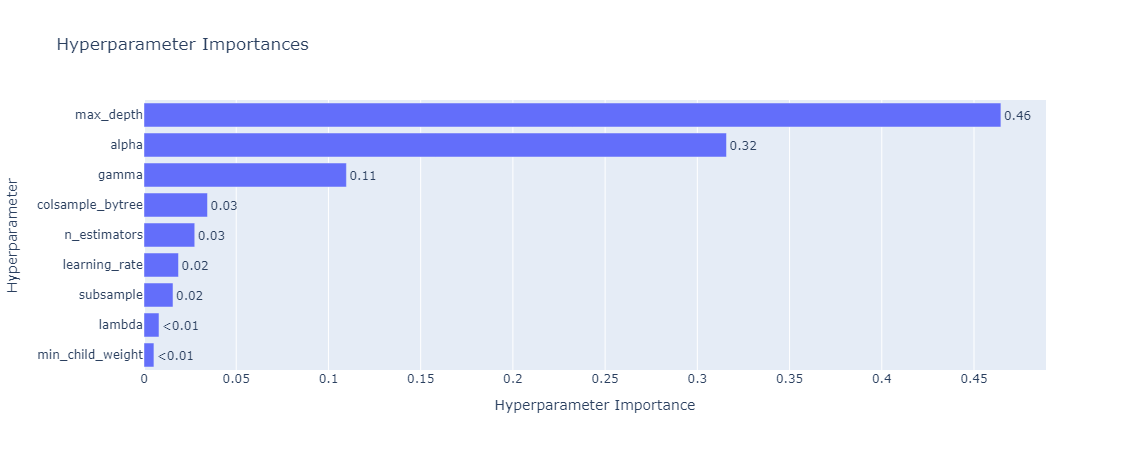 Hyperparameter Importances
Hyperparameter
max_depth 0.46
alpha 0.32
gamma 0.11
colsample_bytree 0.03
n_estimators 0.03
learning_rate 0.02
subsample 0.02
lambda <0.01
min_child_weight <0.01
0 0.05 0.1 0.15 0.2 0.25 0.3 0.35 0.4 0.45
Hyperparameter Importance